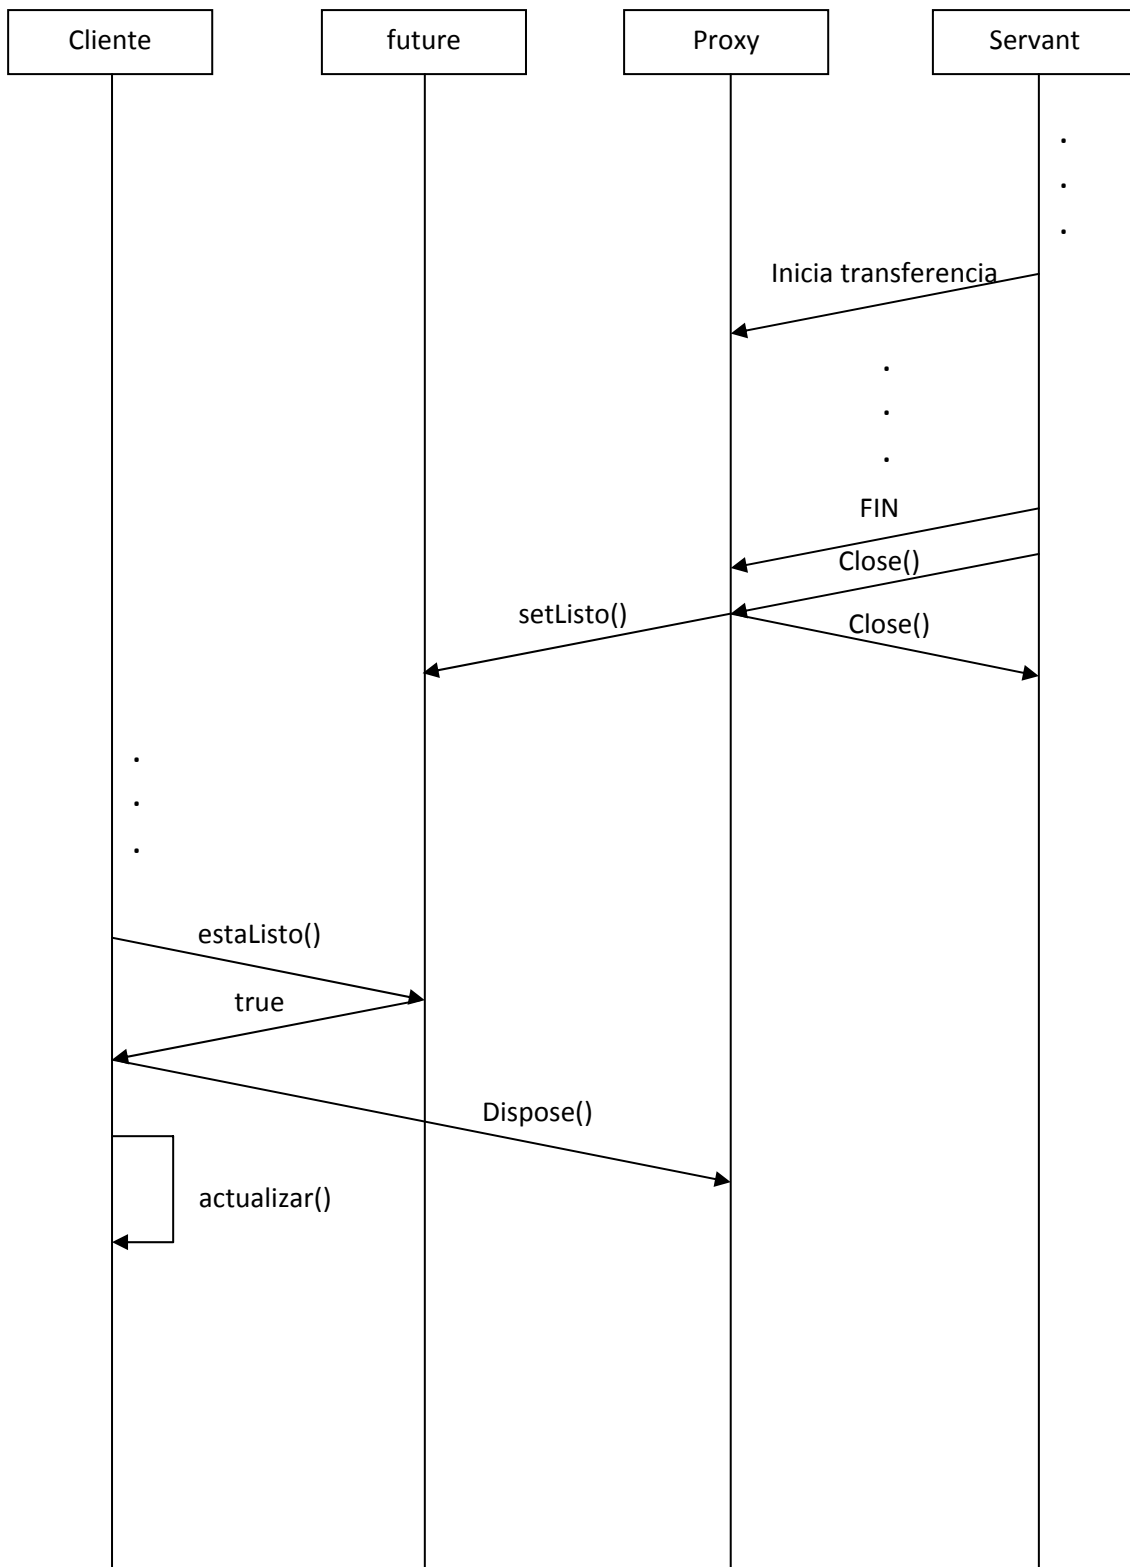 Cliente
future
Proxy
Servant
.
.
.
Inicia transferencia
.
.
.
FIN
Close()
setListo()
Close()
.
.
.
estaListo()
true
Dispose()
actualizar()